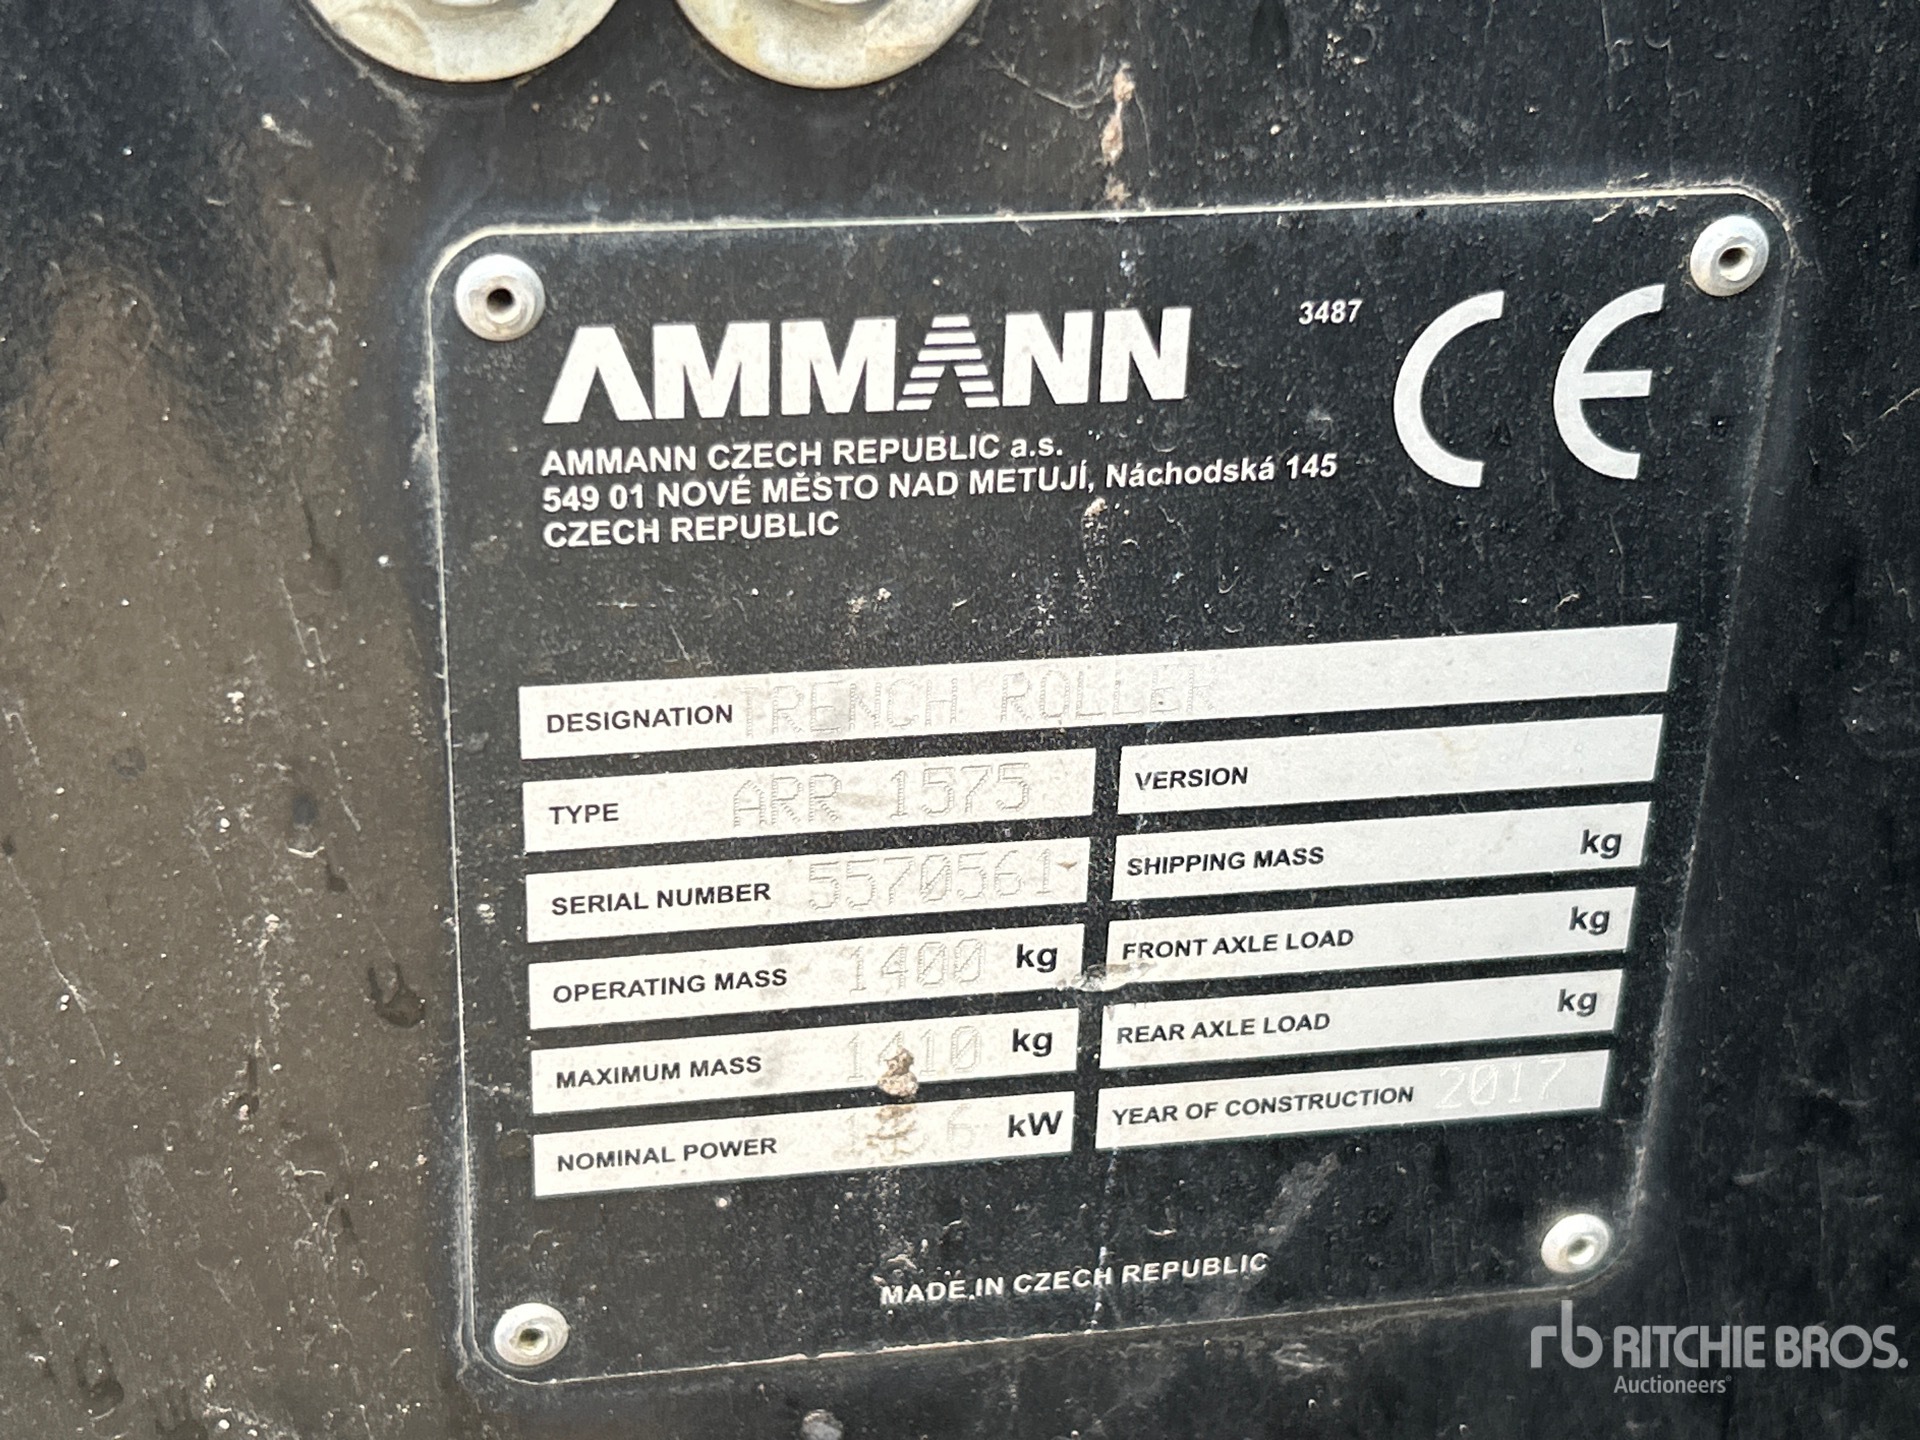 AMMANN
3487
CE
AMMANN CZECH REPUBLIC a.s.
549 01 NOVÉ MĚSTO NAD METUJÍ, Náchodská 145
CZECH REPUBLIC
DESIGNATION TRENCH ROLLER
TYPE ARR 1575
VERSION
SERIAL NUMBER 5570561
SHIPPING MASS kg
OPERATING MASS 1400 kg
FRONT AXLE LOAD kg
MAXIMUM MASS 1410 kg
REAR AXLE LOAD kg
NOMINAL POWER kW
YEAR OF CONSTRUCTION 2017
MADE IN CZECH REPUBLIC
rb RITCHIE BROS.
Auctioneers